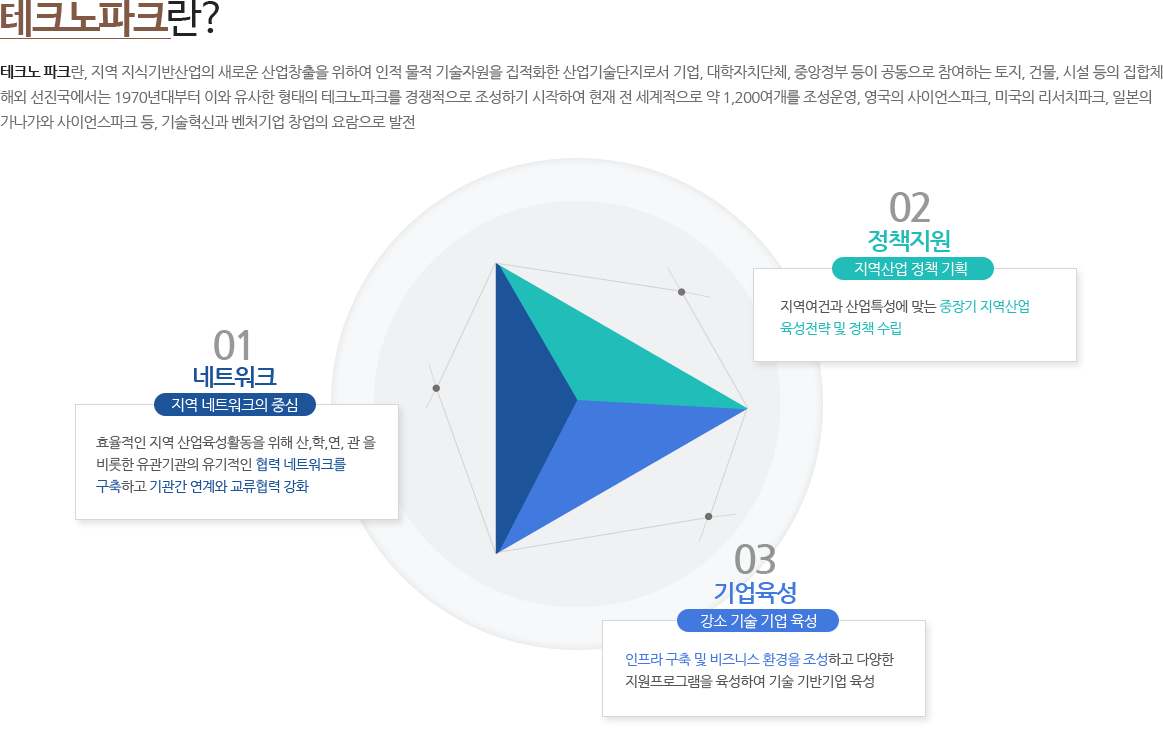 테크노파크란?
테크노 파크란, 지역 지식기반산업의 새로운 산업창출을 위하여 인적 물적 기술자원을 집적화한 산업기술단지로서 기업, 대학자치단체, 중앙정부 등이 공동으로 참여하는 토지, 건물, 시설 등의 집합체
해외 선진국에서는 1970년대부터 이와 유사한 형태의 테크노파크를 경쟁적으로 조성하기 시작하여 현재 전 세계적으로 약 1,200여개를 조성운영, 영국의 사이언스파크, 미국의 리서치파크, 일본의
가나가와 사이언스파크 등, 기술혁신과 벤처기업 창업의 요람으로 발전
01
네트워크
지역 네트워크의 중심
효율적인 지역 산업육성활동을 위해 산,학,연, 관 을
비롯한 유관기관의 유기적인 협력 네트워크를
구축하고 기관간 연계와 교류협력 강화
02
정책지원
지역산업 정책 기획
지역여건과 산업특성에 맞는 중장기 지역산업
육성전략 및 정책 수립
03
기업육성
강소 기술 기업 육성
인프라 구축 및 비즈니스 환경을 조성하고 다양한
지원프로그램을 육성하여 기술 기반기업 육성